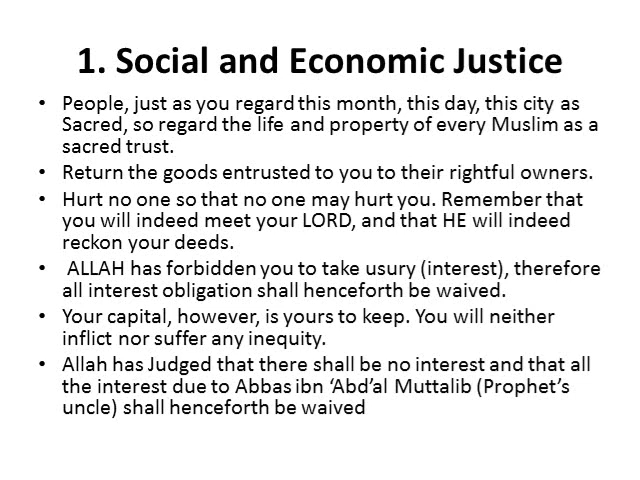 1. Social and Economic Justice
• People, just as you regard this month, this day, this city as
Sacred, so regard the life and property of every Muslim as a
sacred trust.
• Return the goods entrusted to you to their rightful owners.
• Hurt no one so that no one may hurt you. Remember that
you will indeed meet your LORD, and that HE will indeed
reckon your deeds.
• ALLAH has forbidden you to take usury (interest), therefore
all interest obligation shall henceforth be waived.
• Your capital, however, is yours to keep. You will neither
inflict nor suffer any inequity.
• Allah has Judged that there shall be no interest and that all
the interest due to Abbas ibn ‘Abd’al Muttalib (Prophet’s
uncle) shall henceforth be waived